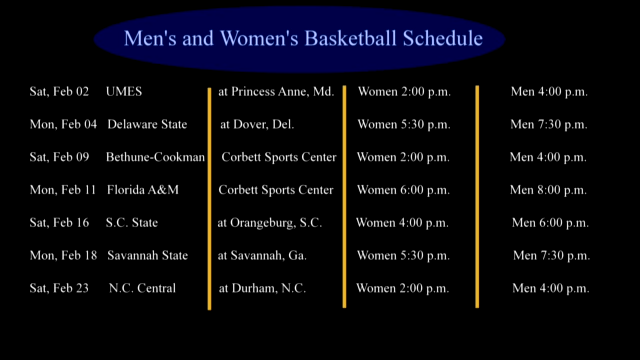 Men's and Women's Basketball Schedule
Sat, Feb 02 UMES at Princess Anne, Md. Women 2:00 p.m. Men 4:00 p.m.
Mon, Feb 04 Delaware State at Dover, Del. Women 5:30 p.m. Men 7:30 p.m.
Sat, Feb 09 Bethune-Cookman Corbett Sports Center Women 2:00 p.m. Men 4:00 p.m.
Mon, Feb 11 Florida A&M Corbett Sports Center Women 6:00 p.m. Men 8:00 p.m.
Sat, Feb 16 S.C. State at Orangeburg, S.C. Women 4:00 p.m. Men 6:00 p.m.
Mon, Feb 18 Savannah State at Savannah, Ga. Women 5:30 p.m. Men 7:30 p.m.
Sat, Feb 23 N.C. Central at Durham, N.C. Women 2:00 p.m. Men 4:00 p.m.